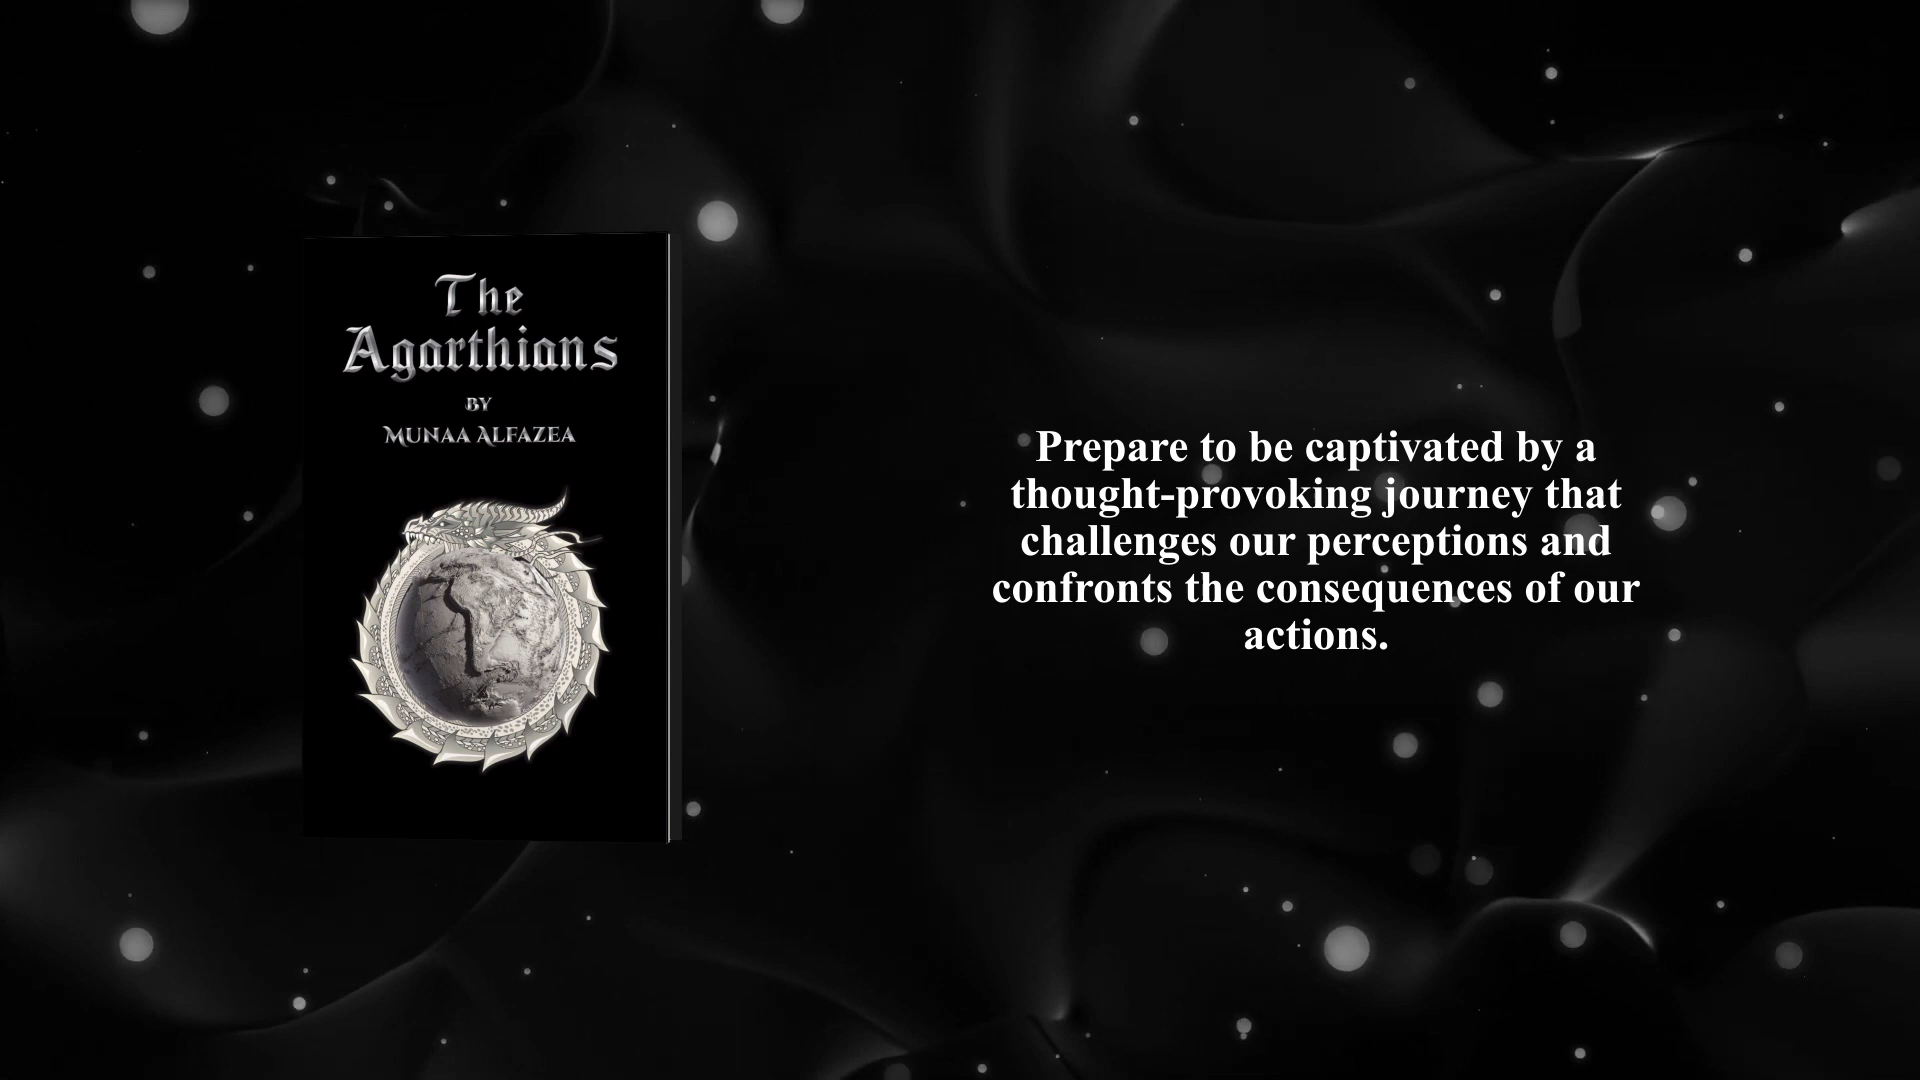 The
Agarthians
BY
MUNAA ALFAZEA
Prepare to be captivated by a
thought-provoking journey that
challenges our perceptions and
confronts the consequences of our
actions.